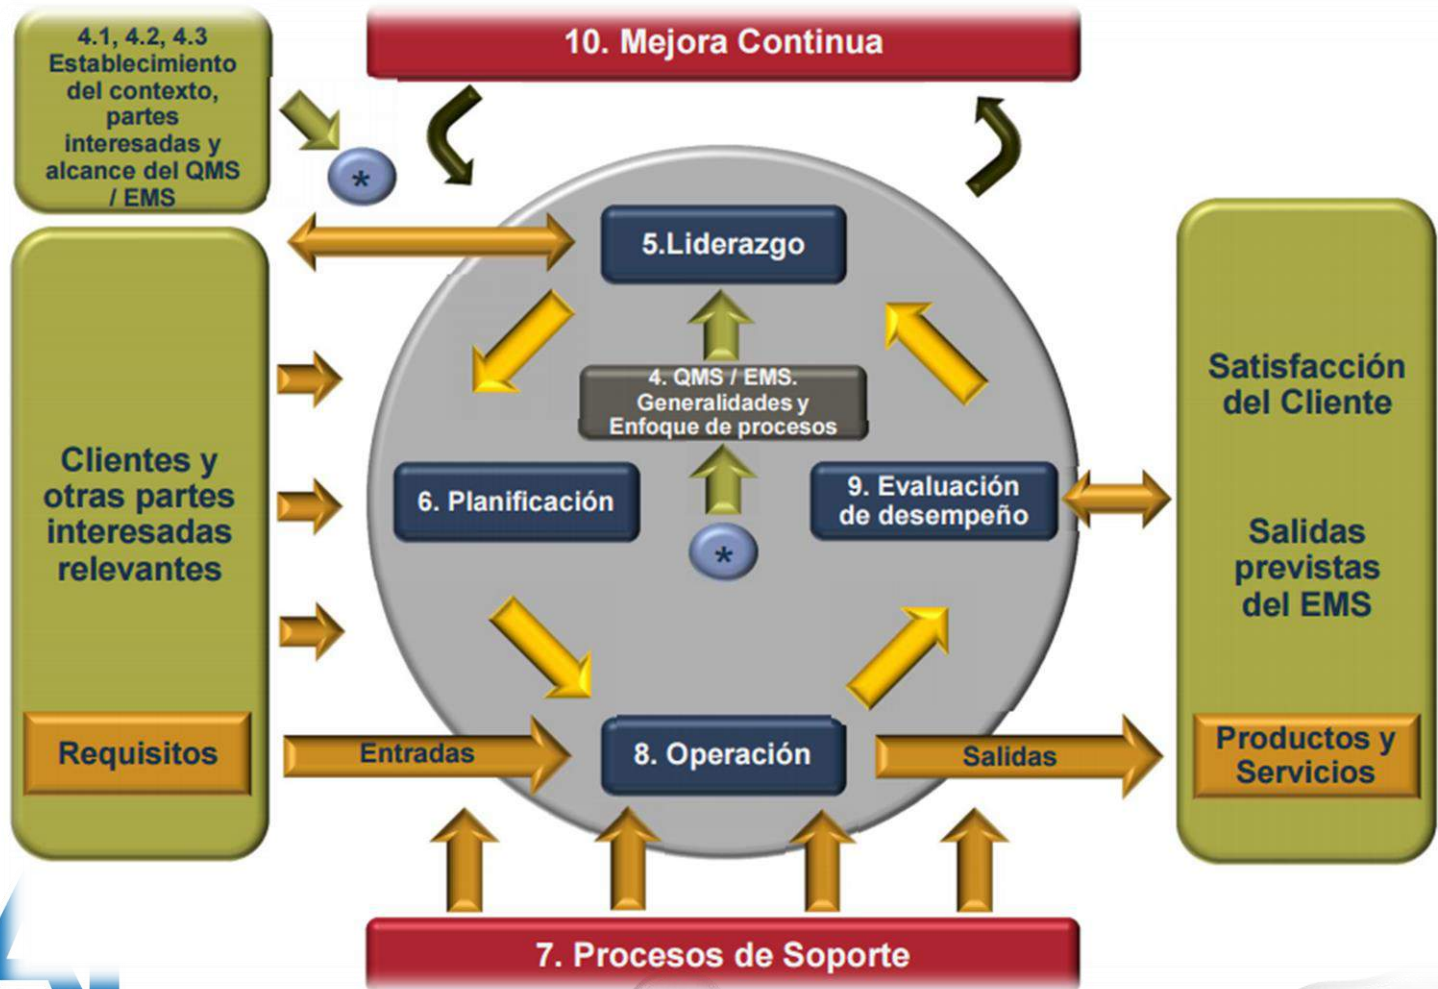 4.1, 4.2, 4.3
Establecimiento
del contexto,
partes
interesadas y
alcance del QMS
/ EMS
10. Mejora Continua
*
5.Liderazgo
4. QMS / EMS.
Generalidades y
Enfoque de procesos
Clientes y
otras partes
interesadas
relevantes
6. Planificación
9. Evaluación
de desempeño
*
Satisfacción
del Cliente
Salidas
previstas
del EMS
Requisitos
Entradas
8. Operación
Salidas
Productos y
Servicios
7. Procesos de Soporte